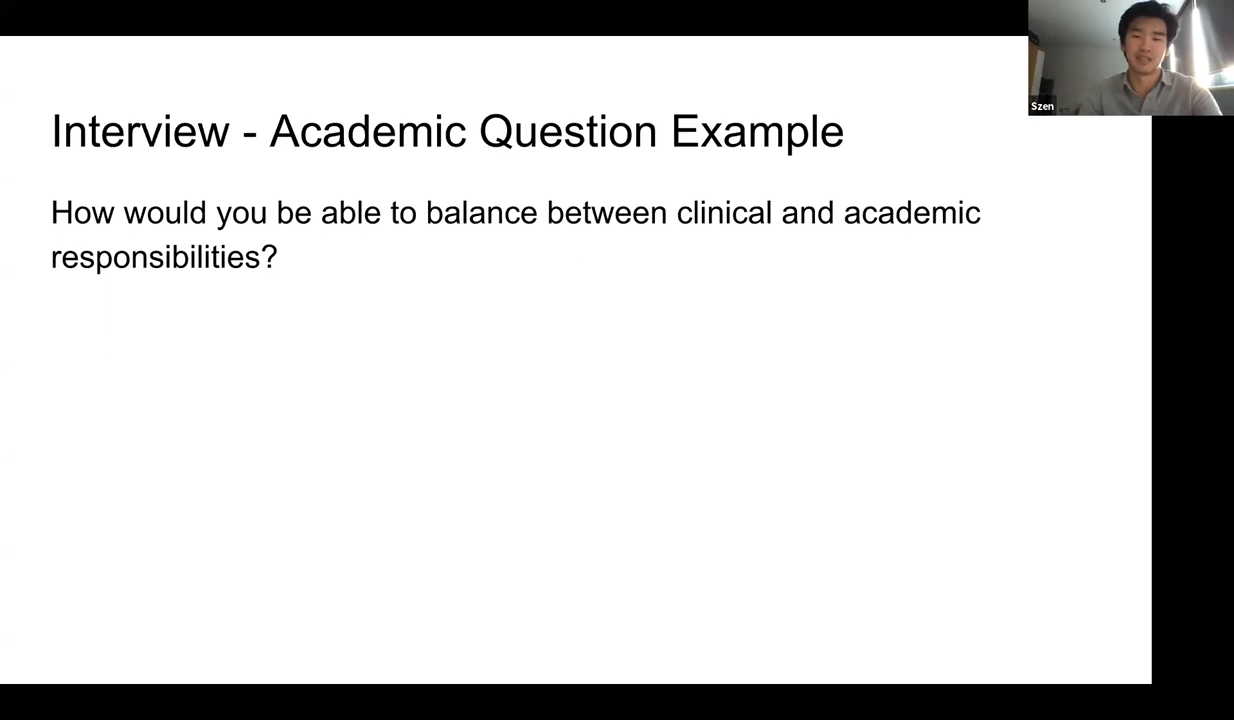 Szen
Interview - Academic Question Example
How would you be able to balance between clinical and academic
responsibilities?